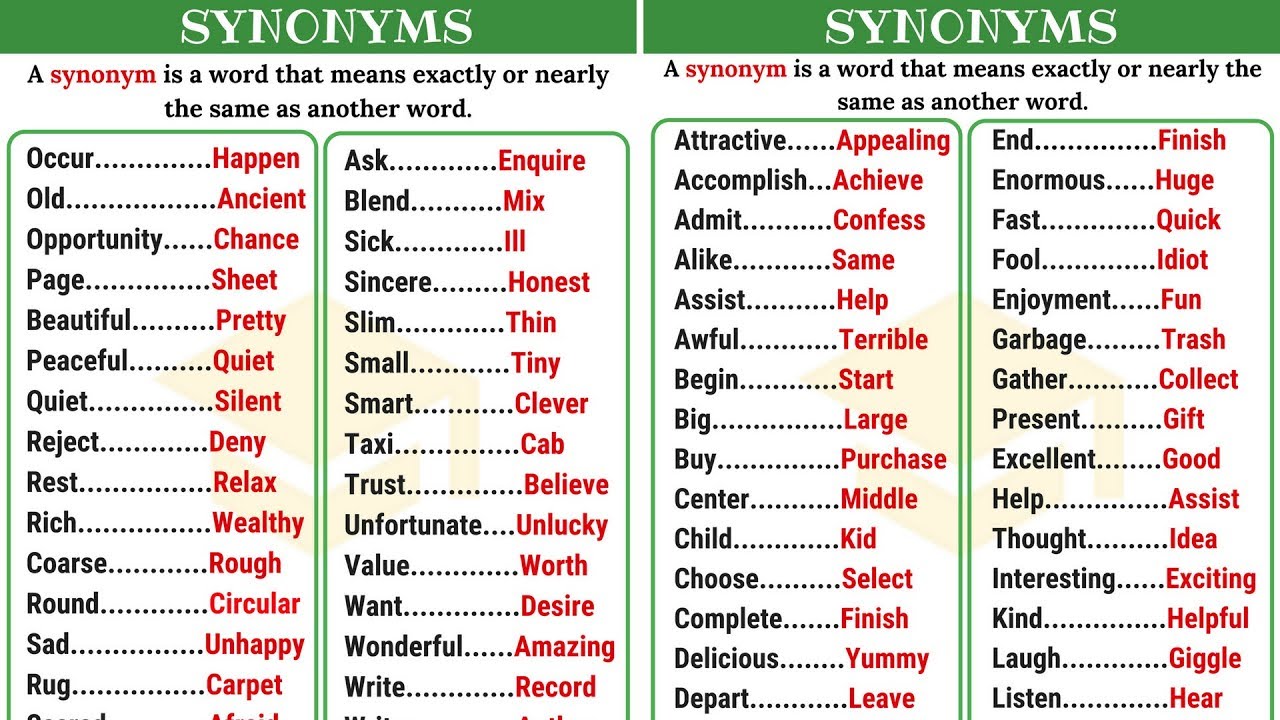 SYNONYMS
A synonym is a word that means exactly or nearly
the same as another word.
Occur..............Happen
Old..................Ancient
Opportunity......Chance
Page...............Sheet
Beautiful..........Pretty
Peaceful..........Quiet
Quiet...............Silent
Reject.............Deny
Rest................Relax
Rich................Wealthy
Coarse............Rough
Round.............Circular
Sad................Unhappy
Rug................Carpet
Ask.............Enquire
Blend...........Mix
Sick.............Ill
Sincere.........Honest
Slim.............Thin
Small............Tiny
Smart............Clever
Taxi...............Cab
Trust..............Believe
Unfortunate....Unlucky
Value.............Worth
Want...............Desire
Wonderful......Amazing
Write.............Record
SYNONYMS
A synonym is a word that means exactly or nearly the
same as another word.
Attractive......Appealing
Accomplish...Achieve
Admit...........Confess
Alike............Same
Assist...........Help
Awful............Terrible
Begin............Start
Big................Large
Buy...............Purchase
Center...........Middle
Child.............Kid
Choose..........Select
Complete.......Finish
Delicious........Yummy
Depart............Leave
End...............Finish
Enormous......Huge
Fast..............Quick
Fool..............Idiot
Enjoyment......Fun
Garbage.........Trash
Gather...........Collect
Present..........Gift
Excellent........Good
Help...............Assist
Thought..........Idea
Interesting......Exciting
Kind...............Helpful
Laugh.............Giggle
Listen.............Hear